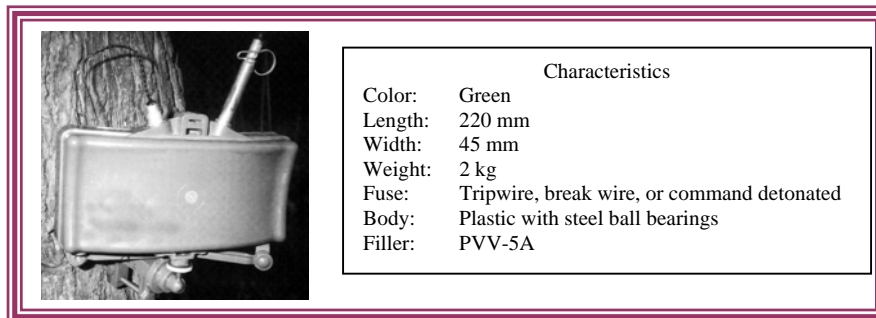 Characteristics
Color: Green
Length: 220 mm
Width: 45 mm
Weight: 2 kg
Fuse: Tripwire, break wire, or command detonated
Body: Plastic with steel ball bearings
Filler: PVV-5A